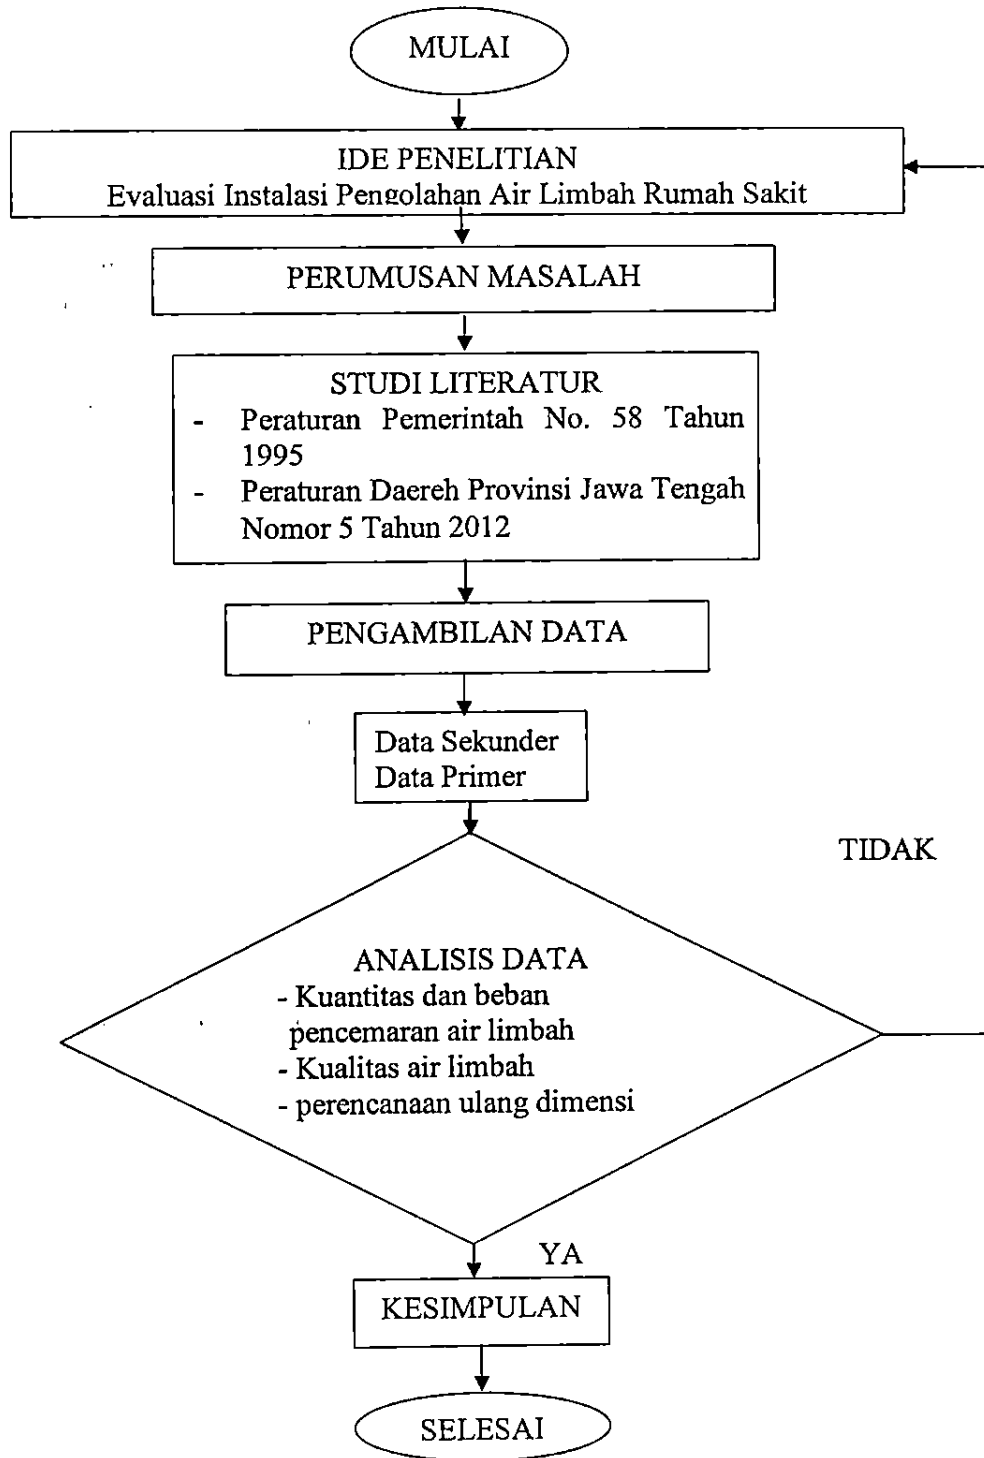 MULAI
IDE PENELITIAN
Evaluasi Instalasi Pengolahan Air Limbah Rumah Sakit
PERUMUSAN MASALAH
STUDI LITERATUR
- Peraturan Pemerintah No. 58 Tahun
1995
- Peraturan Daereh Provinsi Jawa Tengah
Nomor 5 Tahun 2012
PENGAMBILAN DATA
Data Sekunder
Data Primer
TIDAK
ANALISIS DATA
- Kuantitas dan beban
pencemaran air limbah
- Kualitas air limbah
- perencanaan ulang dimensi
YA
KESIMPULAN
SELESAI